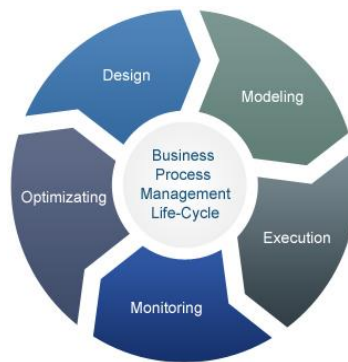 Design
Modeling
Business
Process
Management
Life-Cycle
Optimizating
Execution
Monitoring